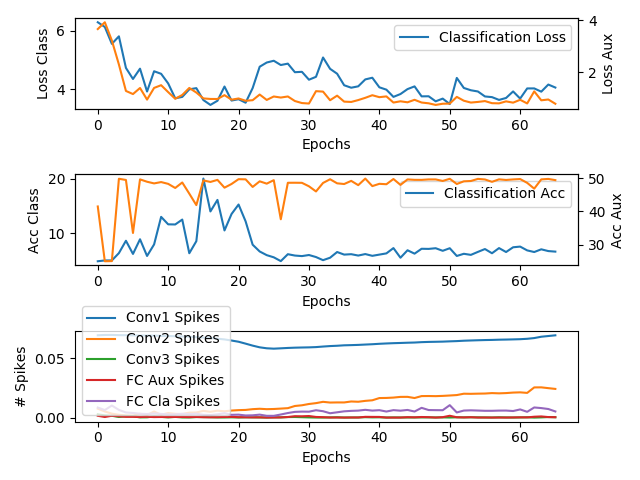 6
4
Loss Class
Classification Loss
4
2
Loss Aux
0 10 20 30 40 50 60
Epochs
20
10
Acc Class
Classification Acc
50
40
30
Acc Aux
0 10 20 30 40 50 60
Epochs
Conv1 Spikes
Conv2 Spikes
Conv3 Spikes
FC Aux Spikes
FC Cla Spikes
0.05
0.00
# Spikes
0 10 20 30 40 50 60
Epochs